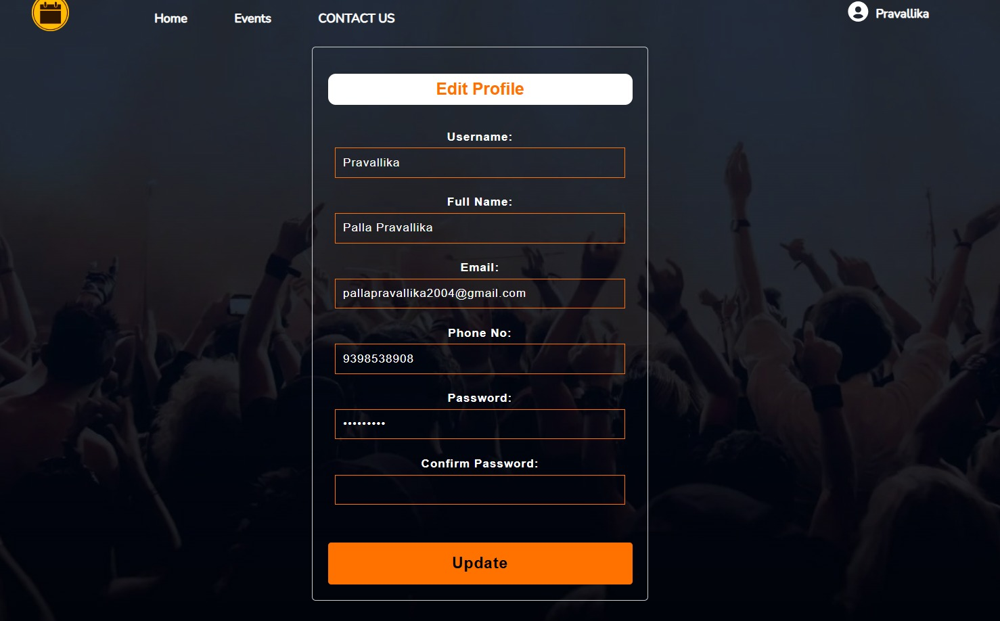 Home Events CONTACT US Pravallika
Edit Profile
Username:
Pravallika
Full Name:
Palla Pravallika
Email:
pallapravallika2004@gmail.com
Phone No:
9398538908
Password:
•••••••••
Confirm Password:
Update